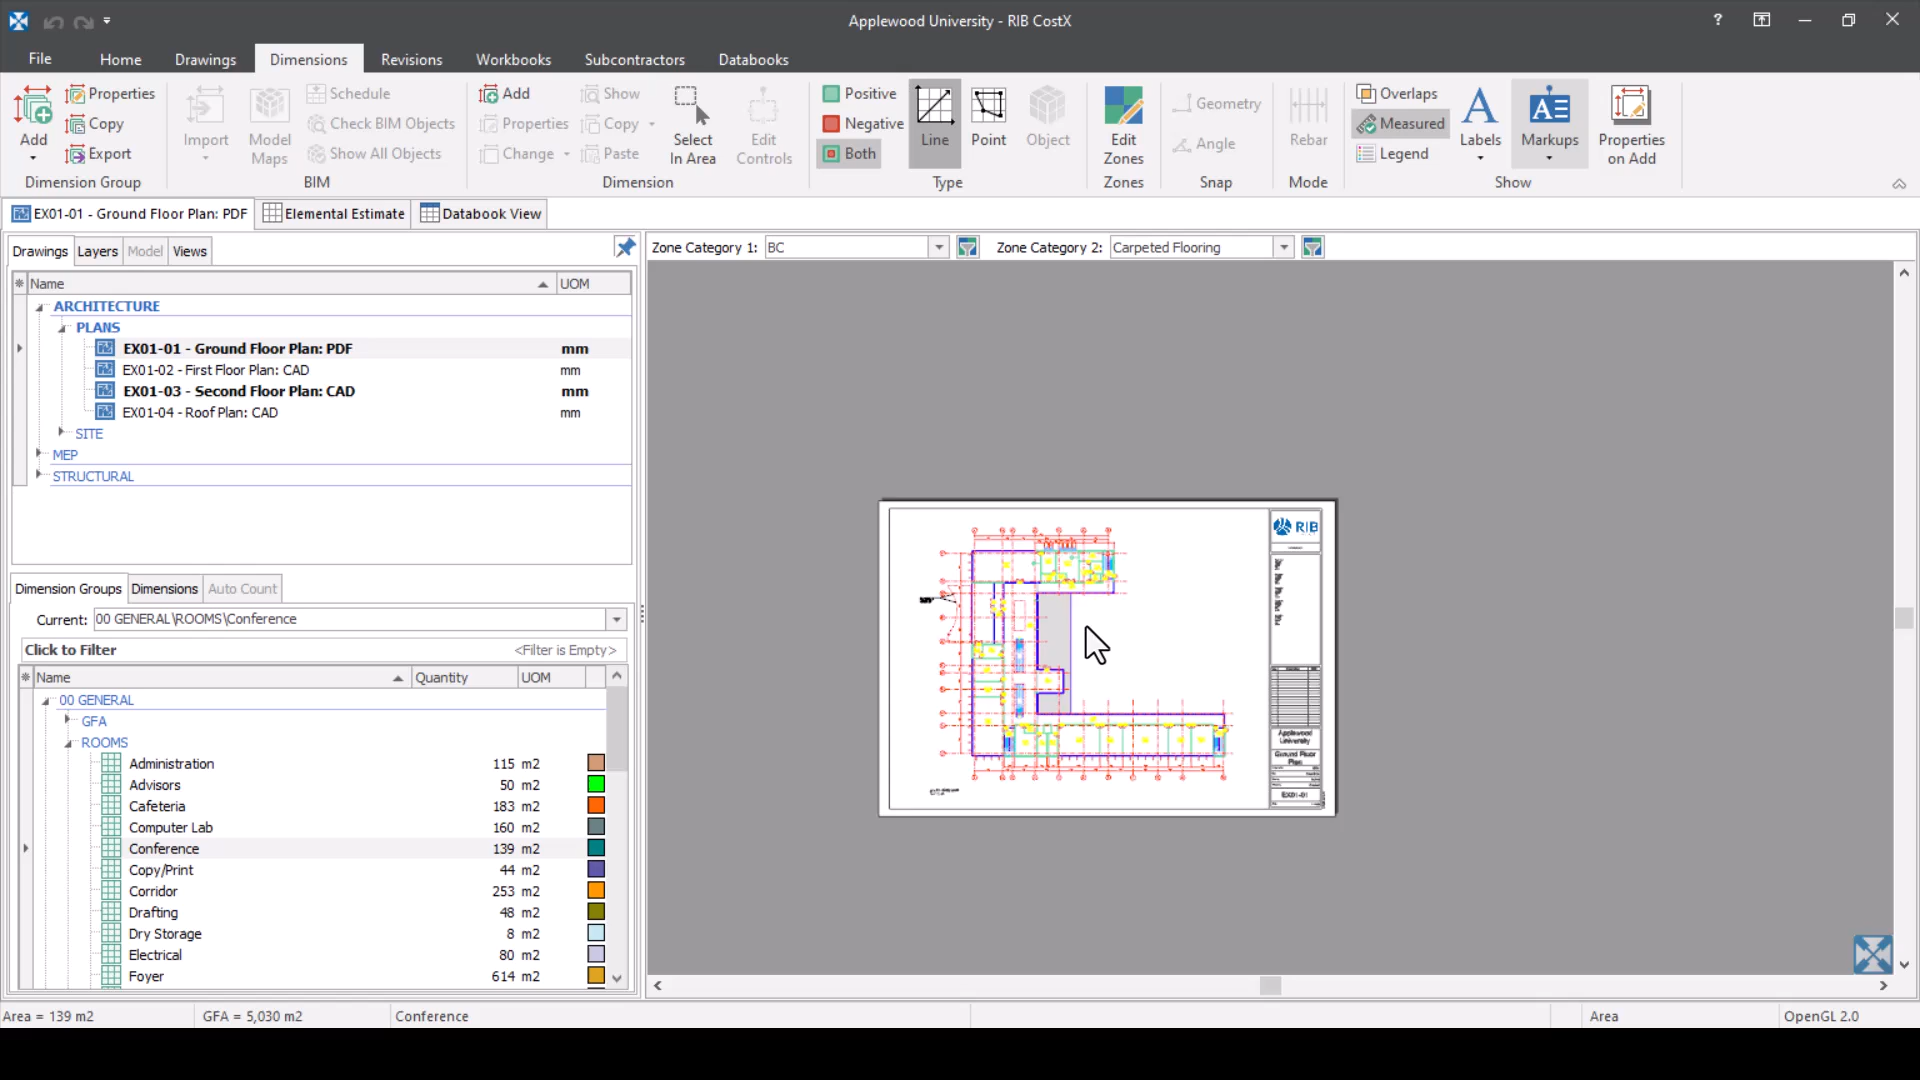 Applewood University - RIB CostX
?
File Home Drawings Dimensions Revisions Workbooks Subcontractors Databooks
Add
Properties
Copy
Export
Dimension Group
Import
Model Maps
Schedule
Check BIM Objects
Show All Objects
BIM
Add
Properties
Change
Show
Copy
Paste
Select In Area
Edit Controls
Dimension
Positive
Negative
Both
Line
Point
Object
Type
Edit Zones
Zones
Geometry
Angle
Snap
Rebar
Mode
Overlaps
Measured
Legend
Labels
Markups
Properties on Add
Show
EX01-01 - Ground Floor Plan: PDF Elemental Estimate Databook View
Drawings Layers Model Views
Name UOM
ARCHITECTURE
PLANS
EX01-01 - Ground Floor Plan: PDF mm
EX01-02 - First Floor Plan: CAD mm
EX01-03 - Second Floor Plan: CAD mm
EX01-04 - Roof Plan: CAD mm
SITE
MEP
STRUCTURAL
Dimension Groups Dimensions Auto Count
Current: 00 GENERAL\ROOMS\Conference
Click to Filter <Filter is Empty>
Name Quantity UOM
00 GENERAL
GFA
ROOMS
Administration 115 m2
Advisors 50 m2
Cafeteria 183 m2
Computer Lab 160 m2
Conference 139 m2
Copy/Print 44 m2
Corridor 253 m2
Drafting 48 m2
Dry Storage 8 m2
Electrical 80 m2
Foyer 614 m2
Zone Category 1: BC Zone Category 2: Carpeted Flooring
RIB
Applewood
University
Ground Floor
Plan
EX01-01
Area = 139 m2 GFA = 5,030 m2 Conference Area OpenGL 2.0